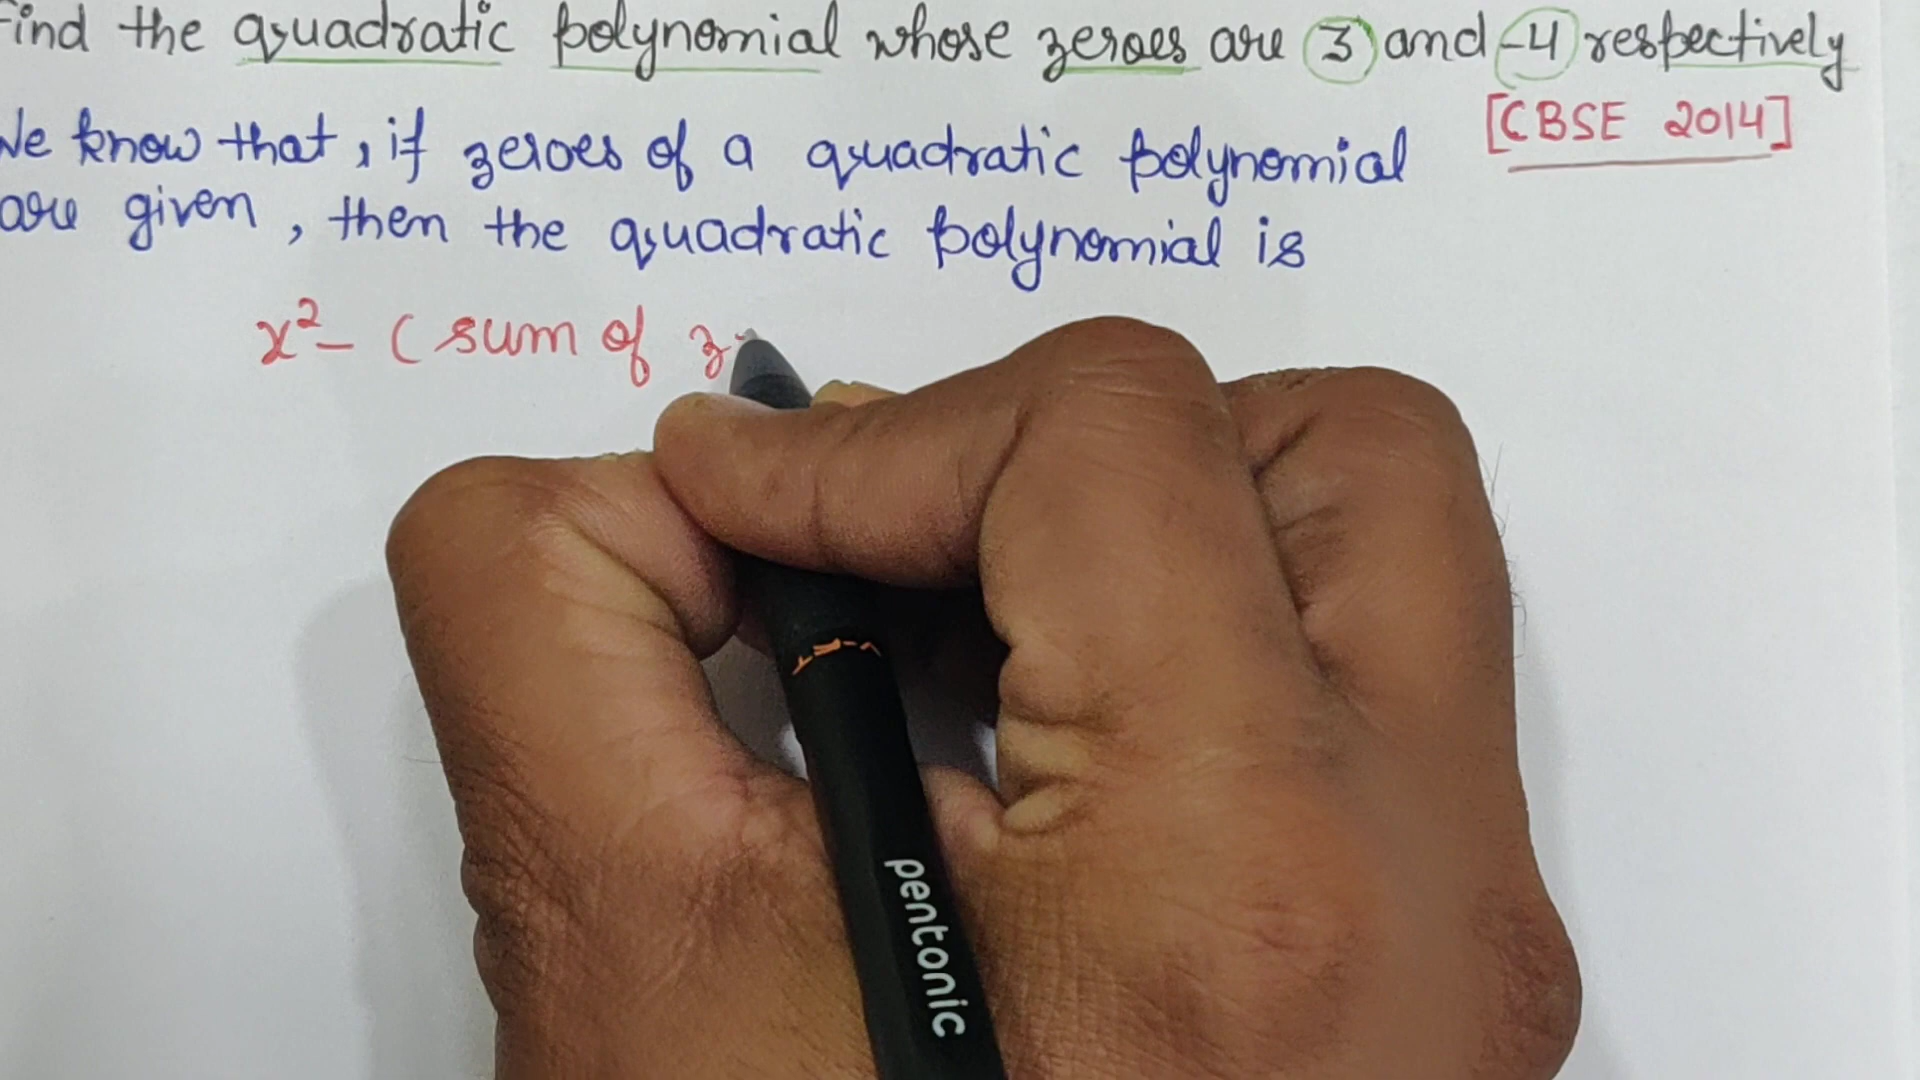 Find the quadratic polynomial whose zeroes are 3 and -4 respectively
[CBSE 2014]
We know that, if zeroes of a quadratic polynomial
are given, then the quadratic polynomial is
x² - ( sum of
pentonic